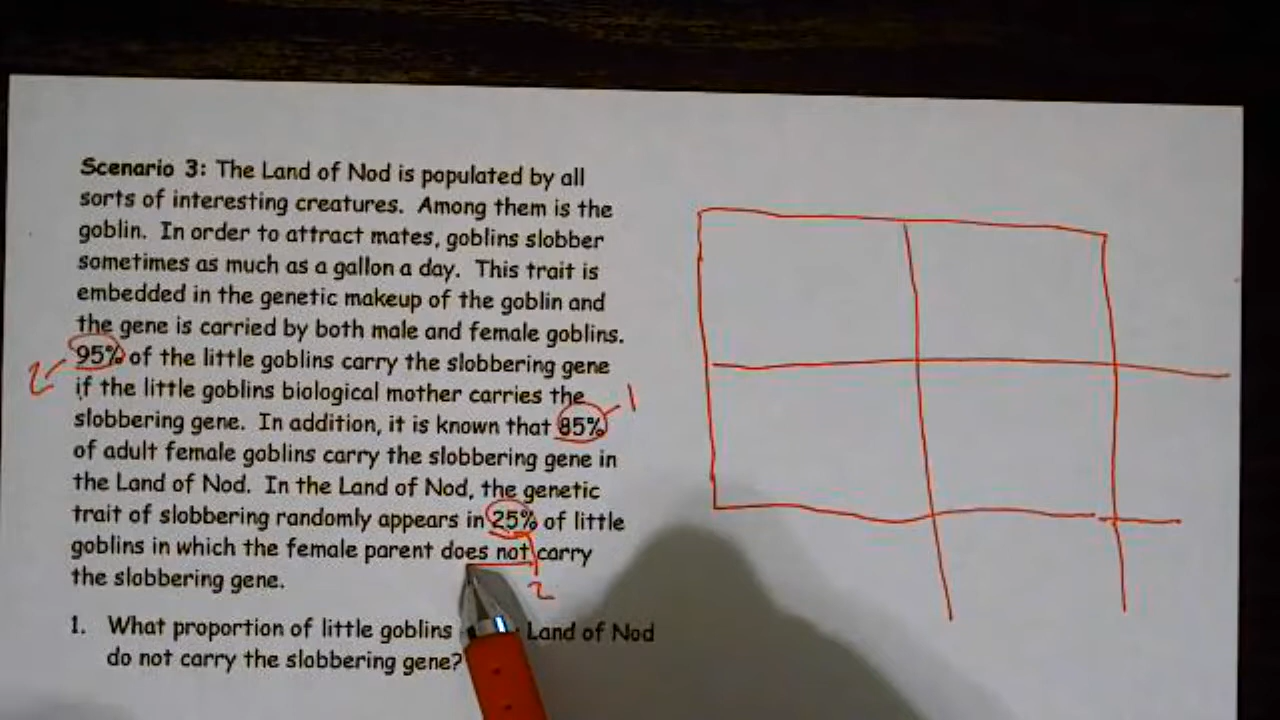 Scenario 3: The Land of Nod is populated by all
sorts of interesting creatures. Among them is the
goblin. In order to attract mates, goblins slobber
sometimes as much as a gallon a day. This trait is
embedded in the genetic makeup of the goblin and
the gene is carried by both male and female goblins.
95% of the little goblins carry the slobbering gene
2
if the little goblins biological mother carries the
1
slobbering gene. In addition, it is known that 85%
of adult female goblins carry the slobbering gene in
the Land of Nod. In the Land of Nod, the genetic
trait of slobbering randomly appears in 25% of little
goblins in which the female parent does not carry
the slobbering gene.
2
1. What proportion of little goblins Land of Nod
do not carry the slobbering gene?